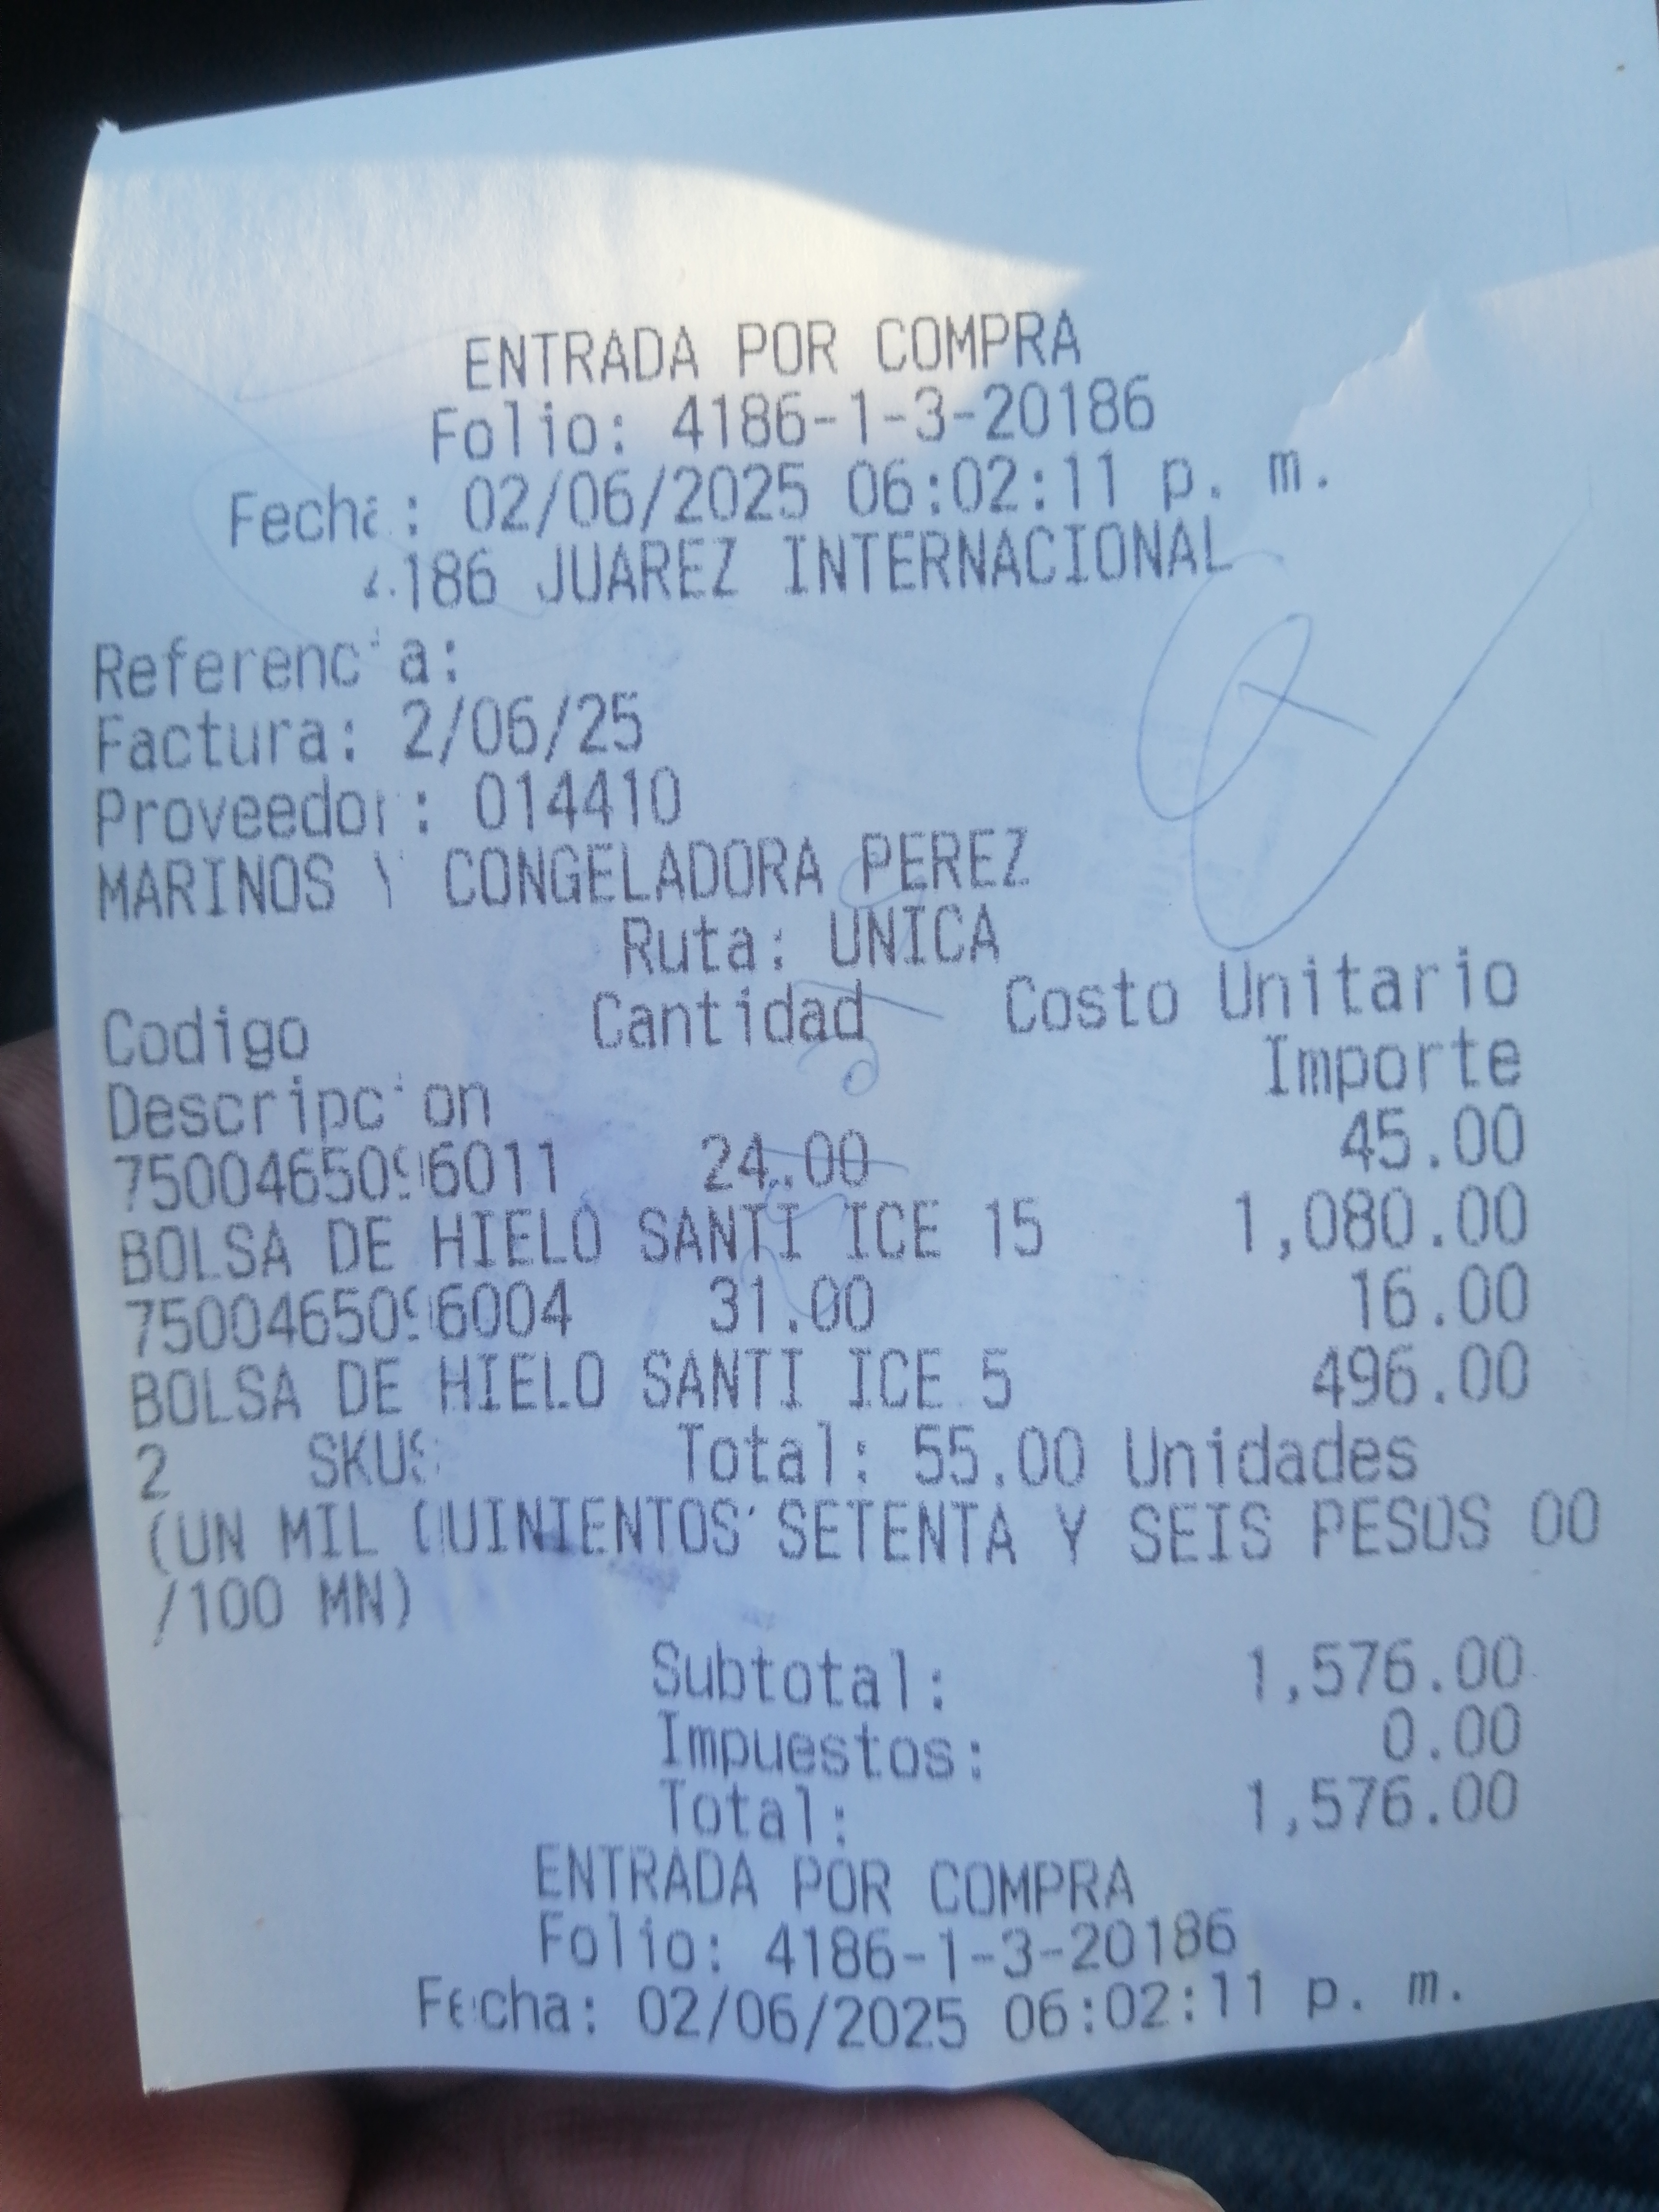 ENTRADA POR COMPRA
Folio: 4186-1-3-20186
Fecha: 02/06/2025 06:02:11 p. m.
4186 JUAREZ INTERNACIONAL
Referencia:
Factura: 2/06/25
Proveedor: 014410
MARINOS Y CONGELADORA PEREZ
Ruta: UNICA
Codigo Cantidad Costo Unitario
Descripcion Importe
7500465096011 24.00 45.00
BOLSA DE HIELO SANTI ICE 15 1,080.00
7500465096004 31.00 16.00
BOLSA DE HIELO SANTI ICE 5 496.00
2 SKUS Total: 55.00 Unidades
(UN MIL QUINIENTOS SETENTA Y SEIS PESOS 00
/100 MN)
Subtotal: 1,576.00
Impuestos: 0.00
Total: 1,576.00
ENTRADA POR COMPRA
Folio: 4186-1-3-20186
Fecha: 02/06/2025 06:02:11 p. m.